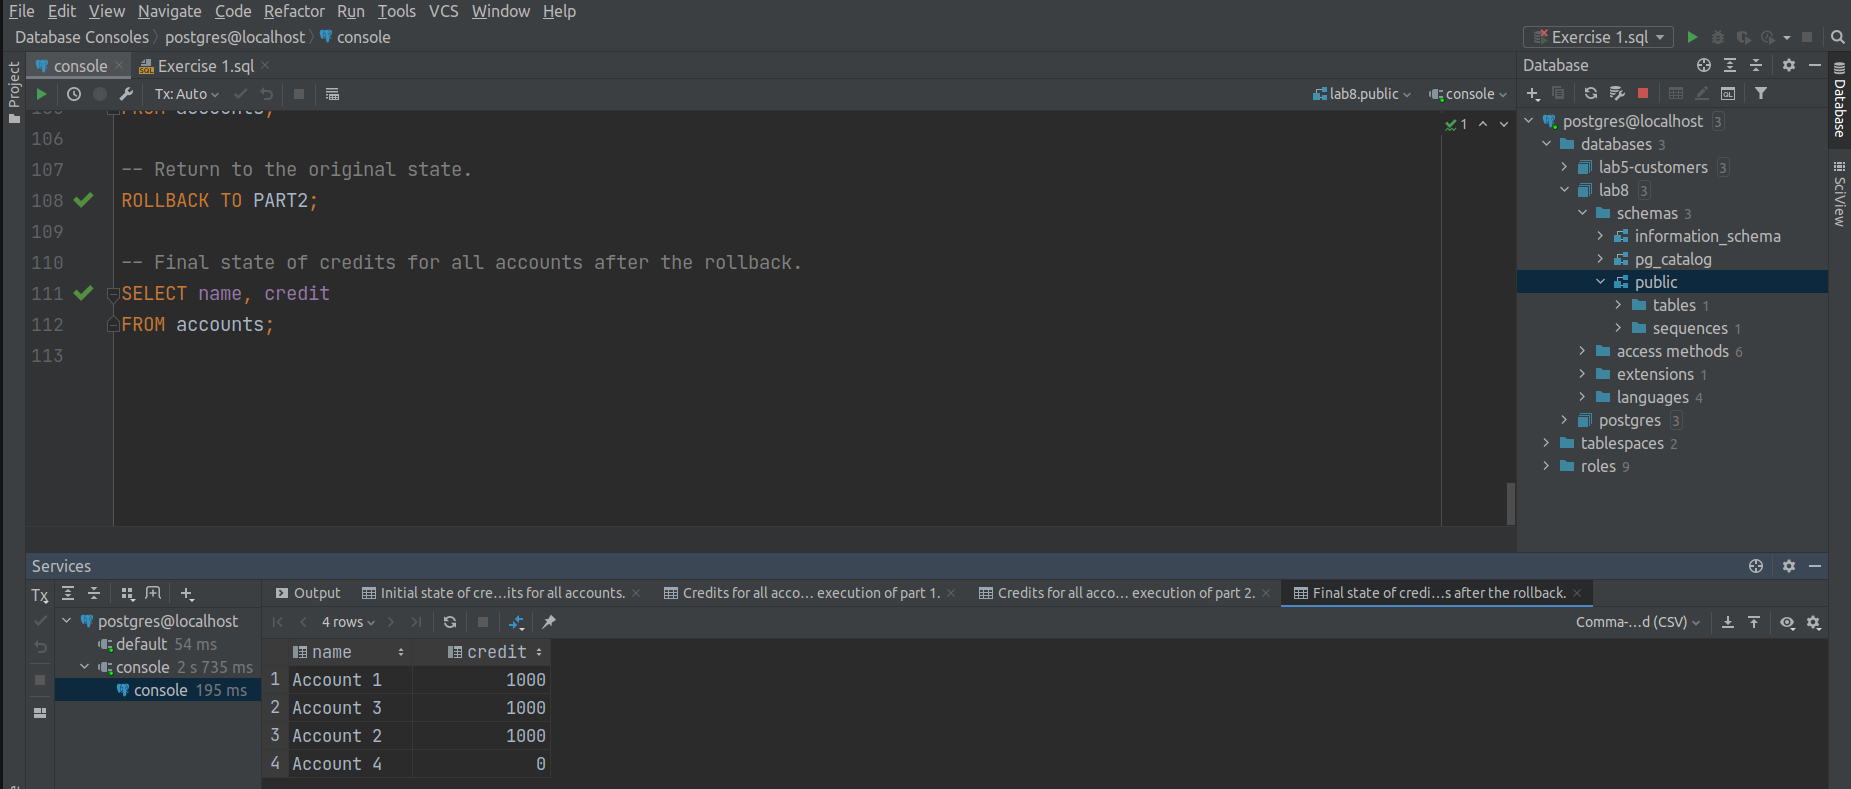 File Edit View Navigate Code Refactor Run Tools VCS Window Help
Database Consoles postgres@localhost console
Exercise 1.sql
Project
console Exercise 1.sql
Tx: Auto
lab8.public console
FROM accounts;
106
107 -- Return to the original state.
108 ROLLBACK TO PART2;
109
110 -- Final state of credits for all accounts after the rollback.
111 SELECT name, credit
112 FROM accounts;
113
1
Database
postgres@localhost 3
databases 3
lab5-customers 3
lab8 3
schemas 3
information_schema
pg_catalog
public
tables 1
sequences 1
access methods 6
extensions 1
languages 4
postgres 3
tablespaces 2
roles 9
Database
SciView
Services
Tx
postgres@localhost
default 54 ms
console 2 s 735 ms
console 195 ms
Output Initial state of cre...its for all accounts. Credits for all acco... execution of part 1. Credits for all acco... execution of part 2. Final state of credi...s after the rollback.
4 rows
Comma-...d (CSV)
name credit
1 Account 1 1000
2 Account 3 1000
3 Account 2 1000
4 Account 4 0